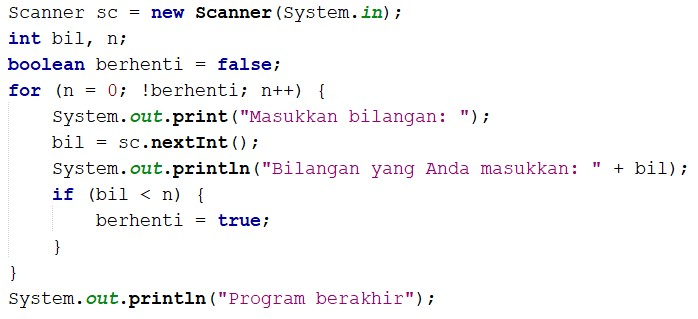 Scanner sc = new Scanner(System.in);
int bil, n;
boolean berhenti = false;
for (n = 0; !berhenti; n++) {
    System.out.print("Masukkan bilangan: ");
    bil = sc.nextInt();
    System.out.println("Bilangan yang Anda masukkan: " + bil);
    if (bil < n) {
        berhenti = true;
    }
}
System.out.println("Program berakhir");